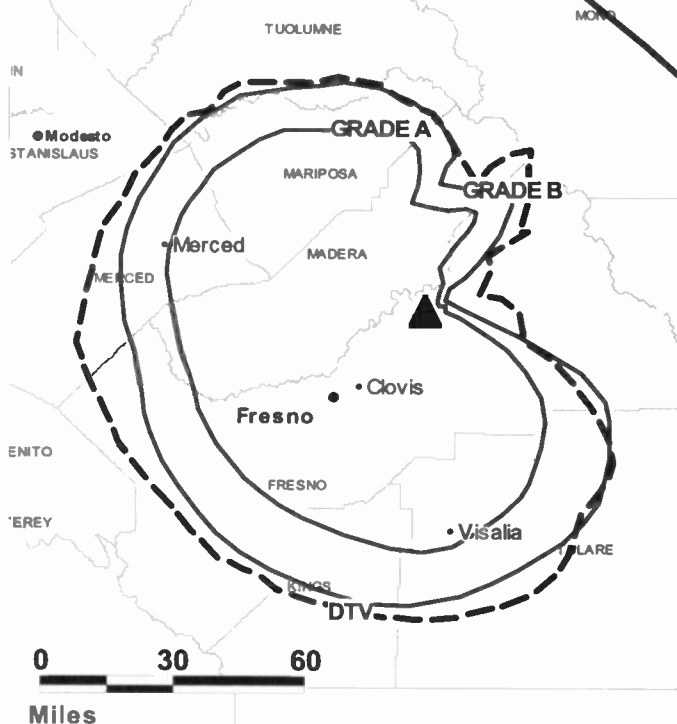 TUOLUMNE
MONO
IN
Modesto
STANISLAUS
GRADE A
MARIPOSA
GRADE B
Merced
MADERA
MERCED
Clovis
Fresno
ENITO
FRESNO
EREY
Visalia
TULARE
KINGS
DTV
0 30 60
Miles